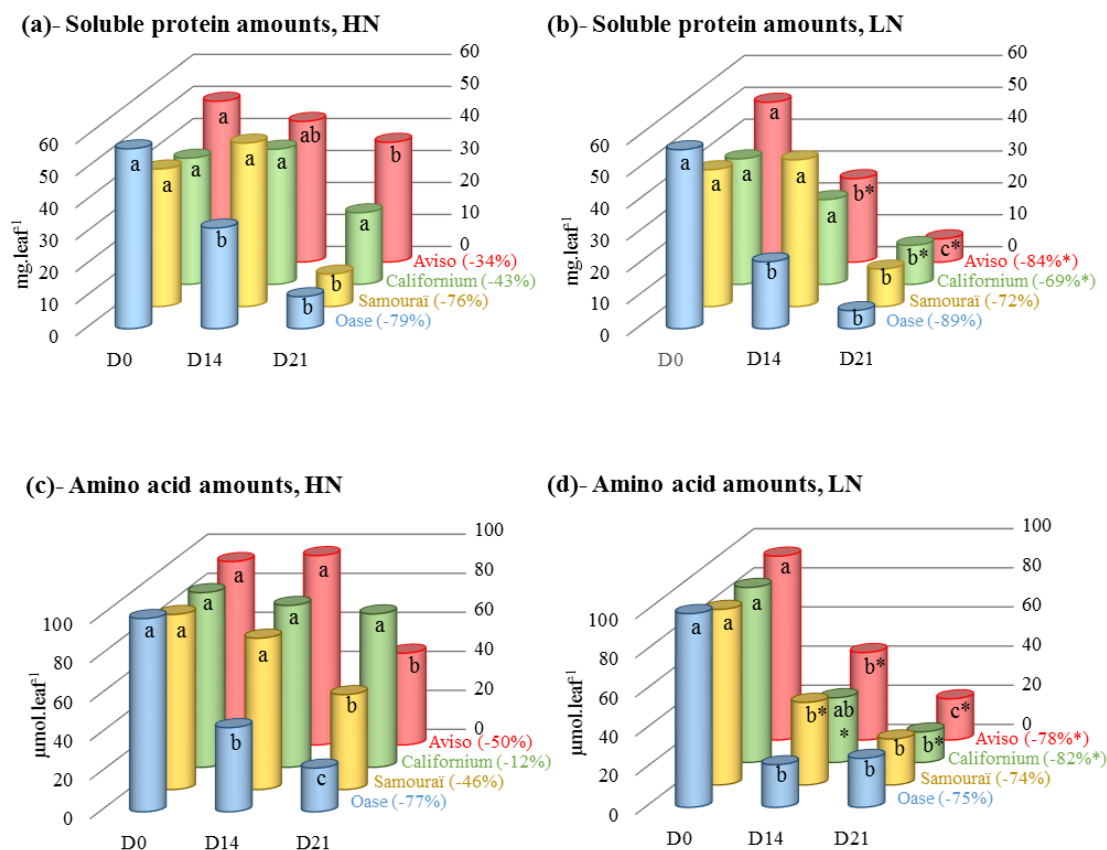 (a)- Soluble protein amounts, HN
60
50
40
30
20
10
0
mg.leaf-1
60
50
40
30
20
10
0
a
ab
b
a
a
a
a
a
b
a
b
b
Aviso (-34%)
Californium (-43%)
Samouraï (-76%)
Oase (-79%)
D0
D14
D21
(b)- Soluble protein amounts, LN
60
50
40
30
20
10
0
mg.leaf-1
60
50
40
30
20
10
0
a
b*
c*
a
a
b*
a
a
b
a
b
b
Aviso (-84%*)
Californium (-69%*)
Samouraï (-72%)
Oase (-89%)
D0
D14
D21
(c)- Amino acid amounts, HN
100
80
60
40
20
0
µmol.leaf-1
100
80
60
40
20
0
a
a
b
a
a
a
a
a
b
a
b
c
Aviso (-50%)
Californium (-12%)
Samouraï (-46%)
Oase (-77%)
D0
D14
D21
(d)- Amino acid amounts, LN
100
80
60
40
20
0
µmol.leaf-1
100
80
60
40
20
0
a
b*
c*
a
ab
*
b*
a
b*
b
a
b
b
Aviso (-78%*)
Californium (-82%*)
Samouraï (-74%)
Oase (-75%)
D0
D14
D21